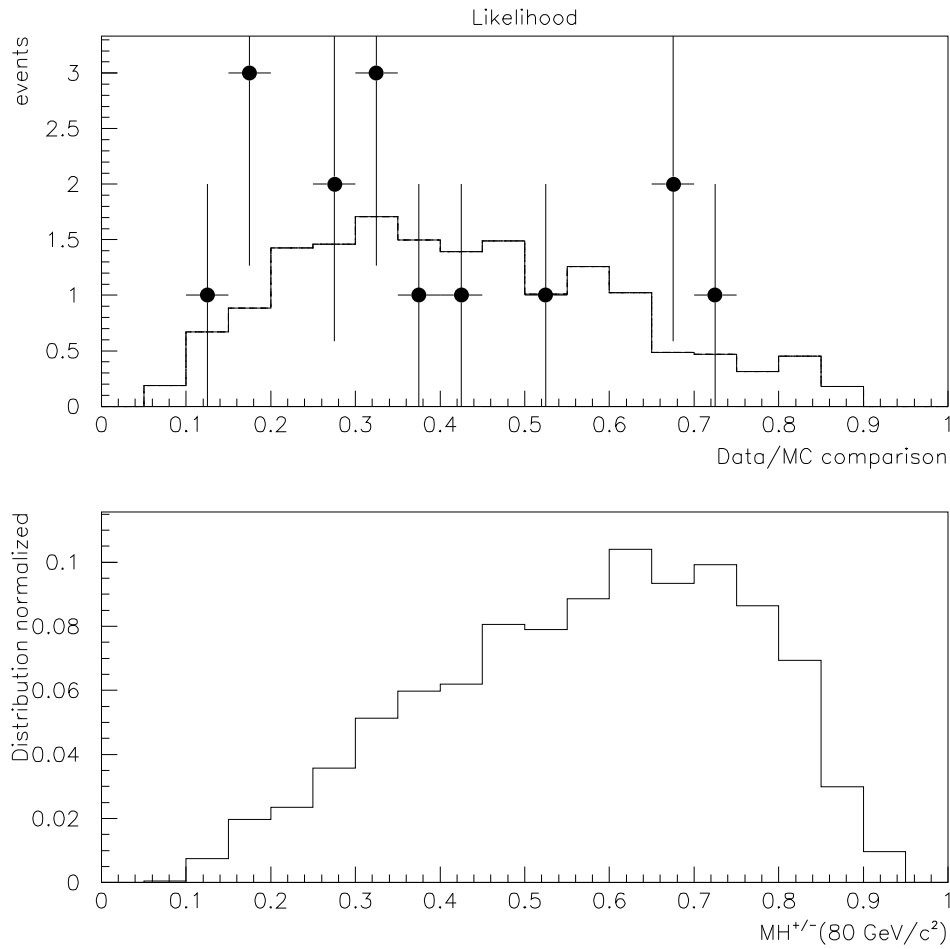 Likelihood
events
3
2.5
2
1.5
1
0.5
0
0 0.1 0.2 0.3 0.4 0.5 0.6 0.7 0.8 0.9 1
Data/MC comparison
Distribution normalized
0.1
0.08
0.06
0.04
0.02
0
0 0.1 0.2 0.3 0.4 0.5 0.6 0.7 0.8 0.9 1
MH⁺/⁻(80 GeV/c²)